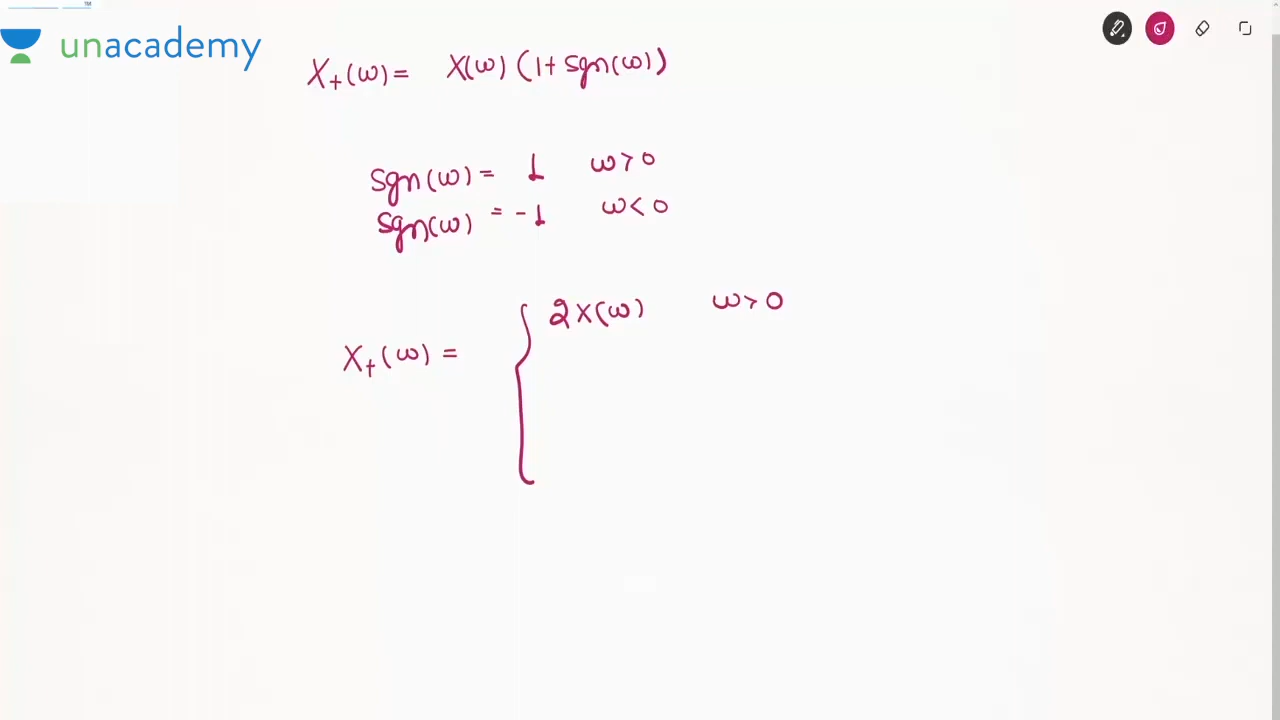 unacademy
X₊(ω) = X(ω) (1 + sgn(ω))
sgn(ω) = 1 ω > 0
sgn(ω) = -1 ω < 0
X₊(ω) = { 2X(ω) ω > 0